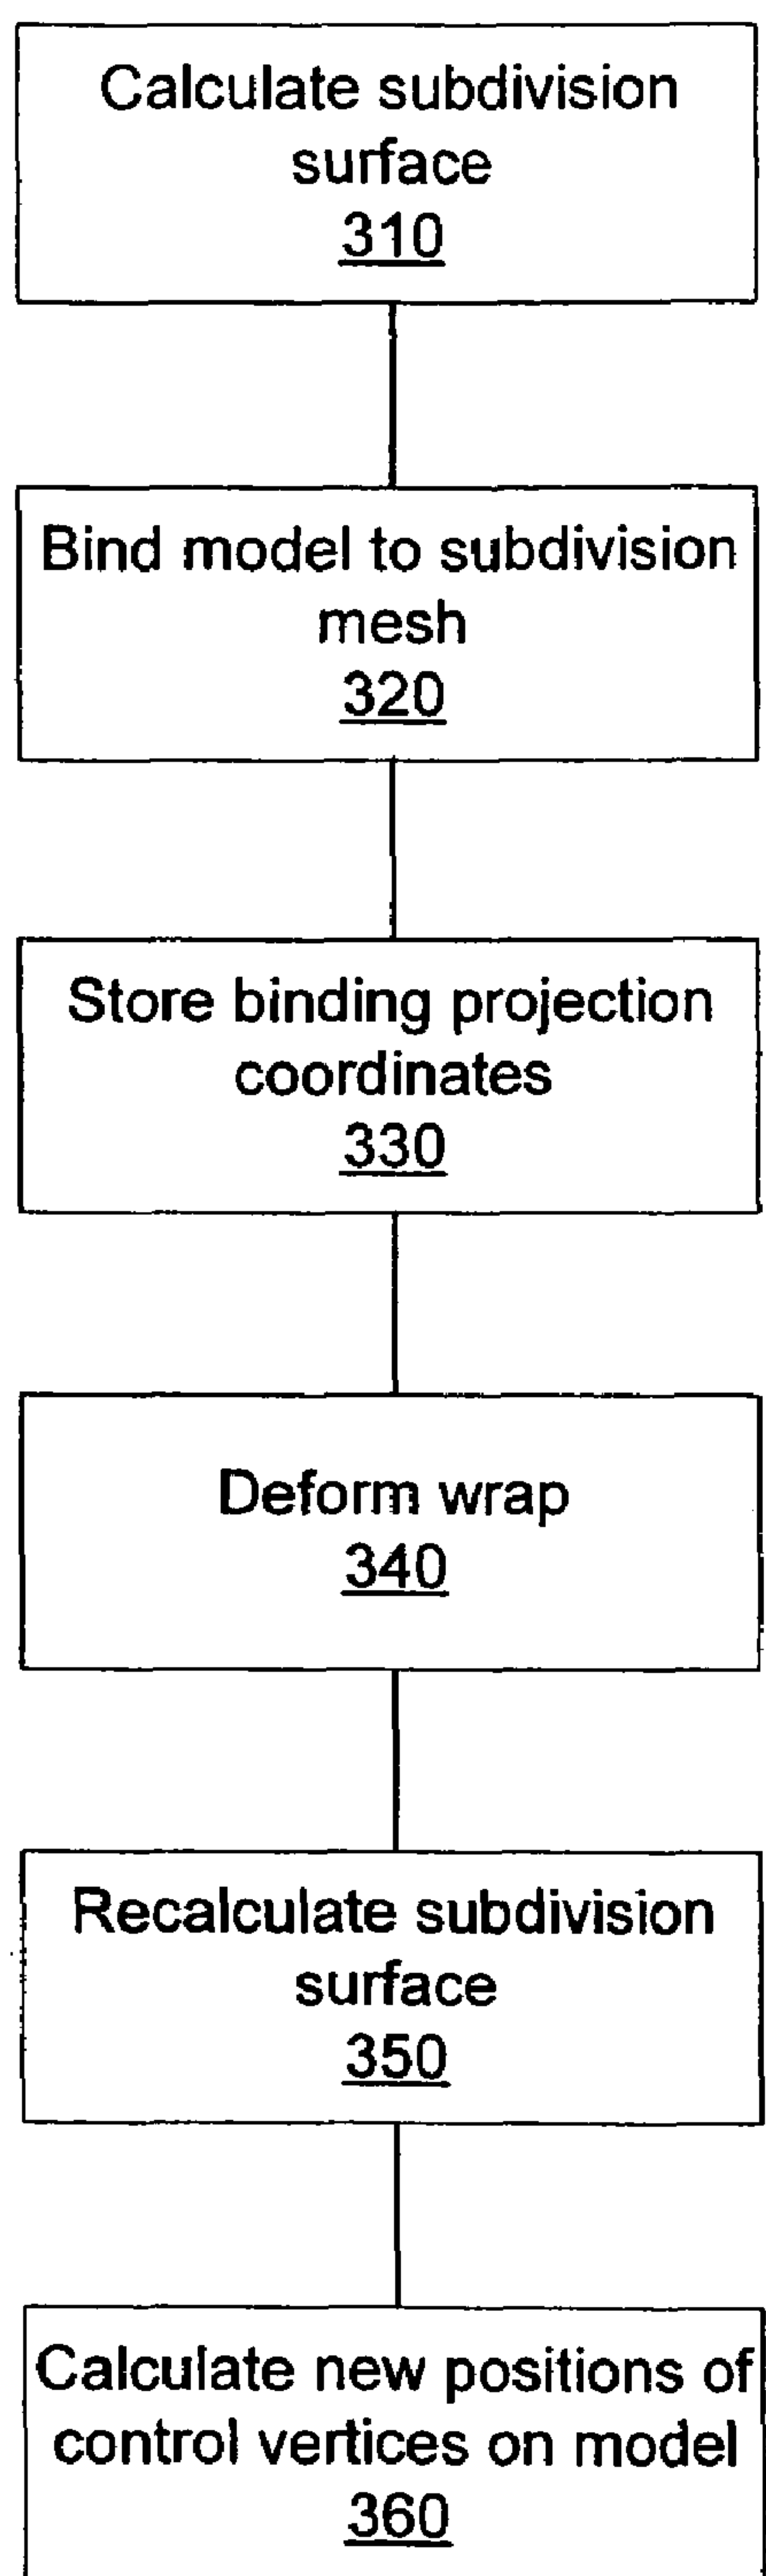 Calculate subdivision
surface
310
Bind model to subdivision
mesh
320
Store binding projection
coordinates
330
Deform wrap
340
Recalculate subdivision
surface
350
Calculate new positions of
control vertices on model
360